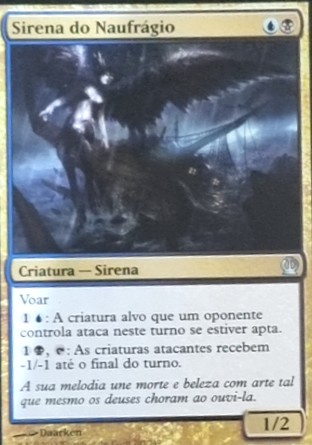 Sirena do Naufrágio
Criatura — Sirena
Voar
1 : A criatura alvo que um oponente
controla ataca neste turno se estiver apta.
1 , : As criaturas atacantes recebem
-1/-1 até o final do turno.
A sua melodia une morte e beleza com arte tal
que mesmo os deuses choram ao ouvi-la.
Daarken
1/2